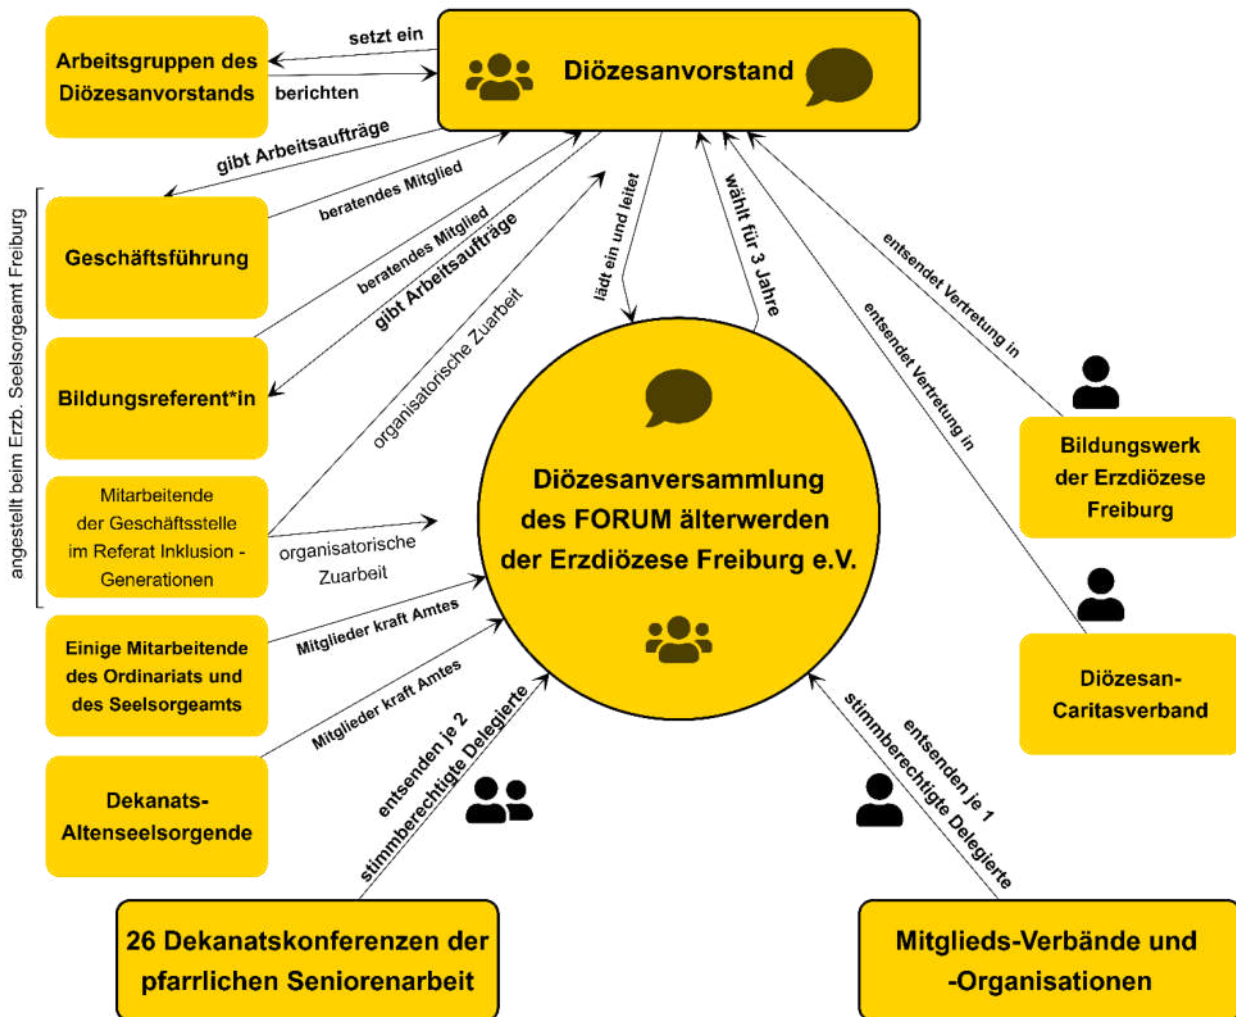 Arbeitsgruppen des
Diözesanvorstands
setzt ein
berichten
Diözesanvorstand
gibt Arbeitsaufträge
beratendes Mitglied
beratendes Mitglied
gibt Arbeitsaufträge
organisatorische Zuarbeit
lädt ein und leitet
wählt für 3 Jahre
entsendet Vertretung in
entsendet Vertretung in
angestellt beim Erzb. Seelsorgeamt Freiburg
Geschäftsführung
Bildungsreferent*in
Mitarbeitende
der Geschäftsstelle
im Referat Inklusion -
Generationen
organisatorische
Zuarbeit
Diözesanversammlung
des FORUM älterwerden
der Erzdiözese Freiburg e.V.
Bildungswerk
der Erzdiözese
Freiburg
Einige Mitarbeitende
des Ordinariats und
des Seelsorgeamts
Mitglieder kraft Amtes
Mitglieder kraft Amtes
Diözesan-
Caritasverband
Dekanats-
Altenseelsorgende
entsenden je 2
stimmberechtigte Delegierte
entsenden je 1
stimmberechtigte Delegierte
26 Dekanatskonferenzen der
pfarrlichen Seniorenarbeit
Mitglieds-Verbände und
-Organisationen